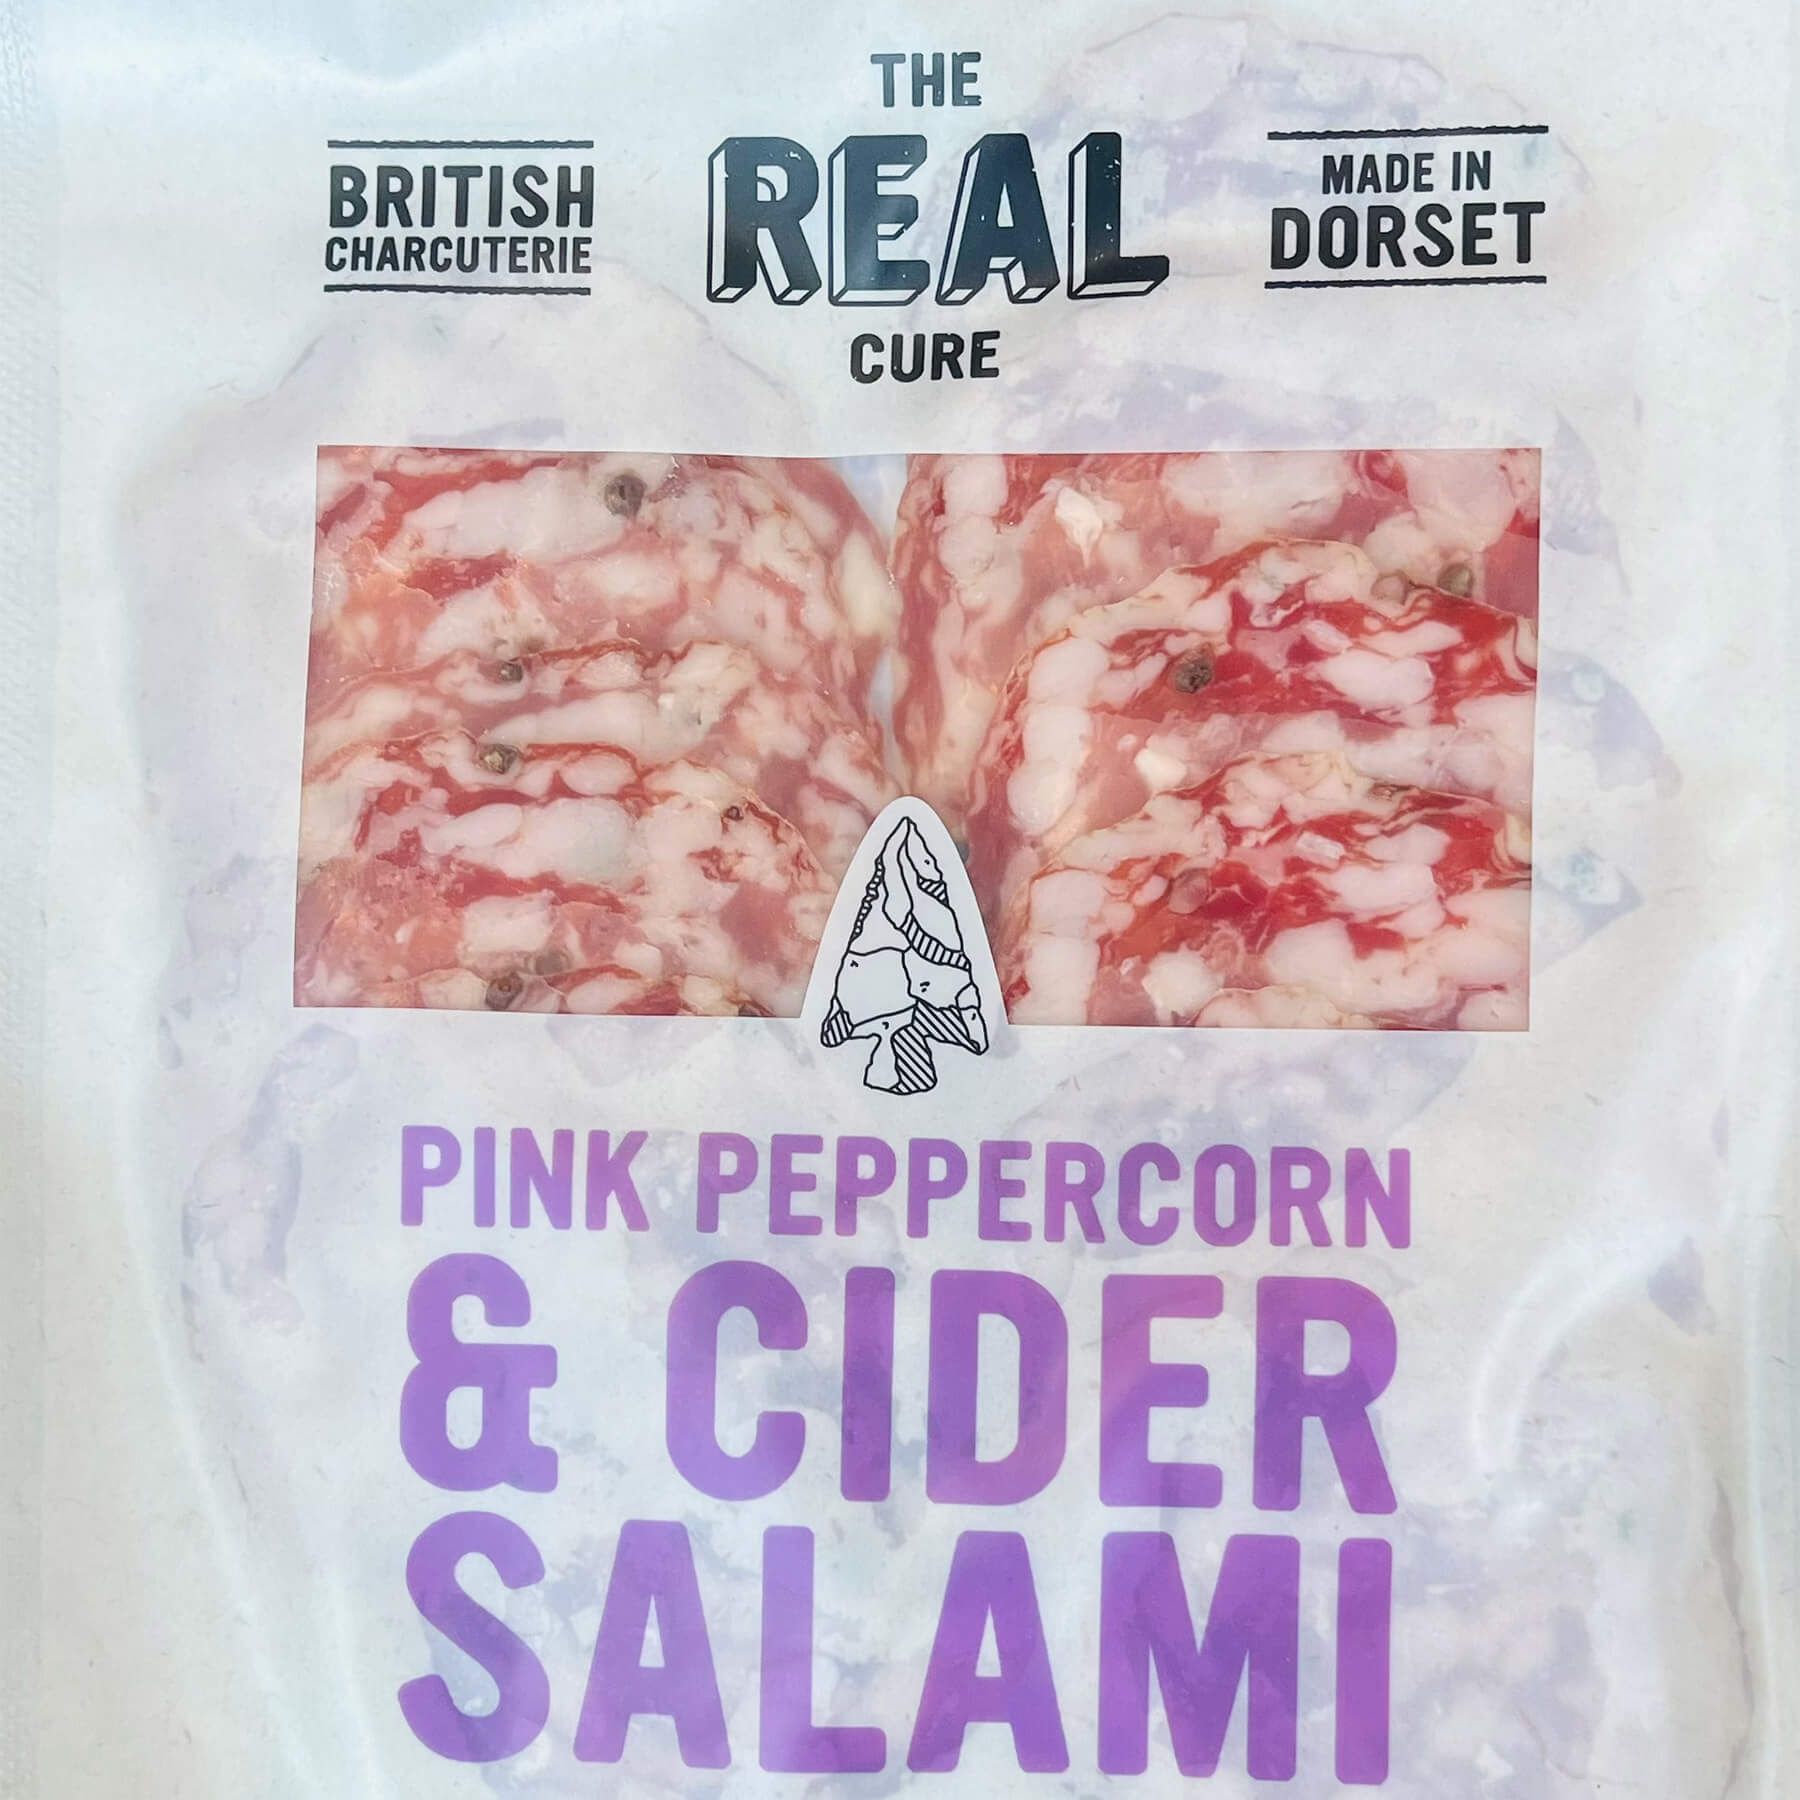 THE
REAL
CURE
BRITISH
CHARCUTERIE
MADE IN
DORSET
PINK PEPPERCORN
& CIDER
SALAMI